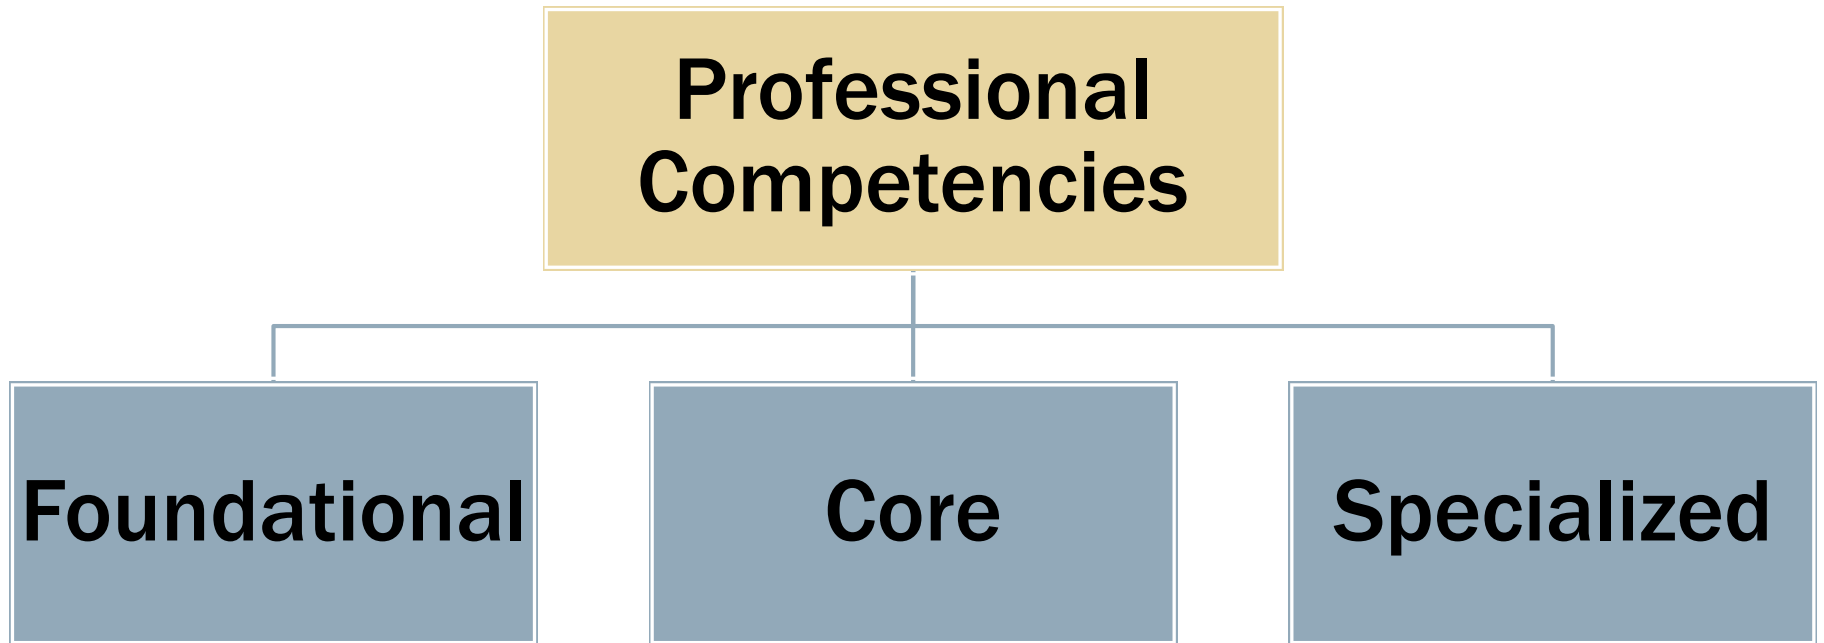 Professional
Competencies
Foundational
Core
Specialized